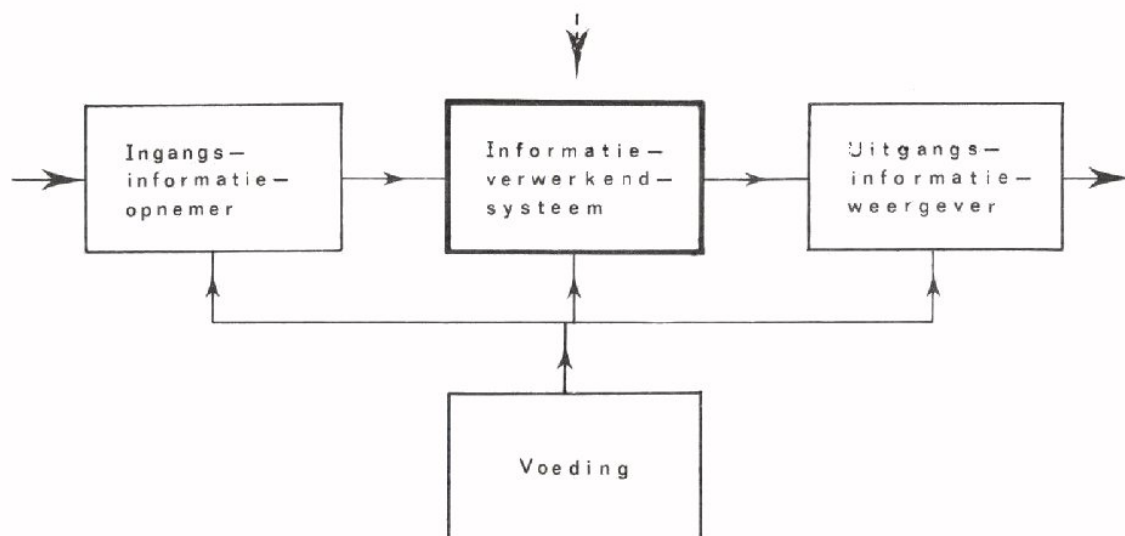 Ingangs—
informatie—
opnemer
Informatie—
verwerkend—
systeem
Uitgangs—
informatie—
weergever
Voeding